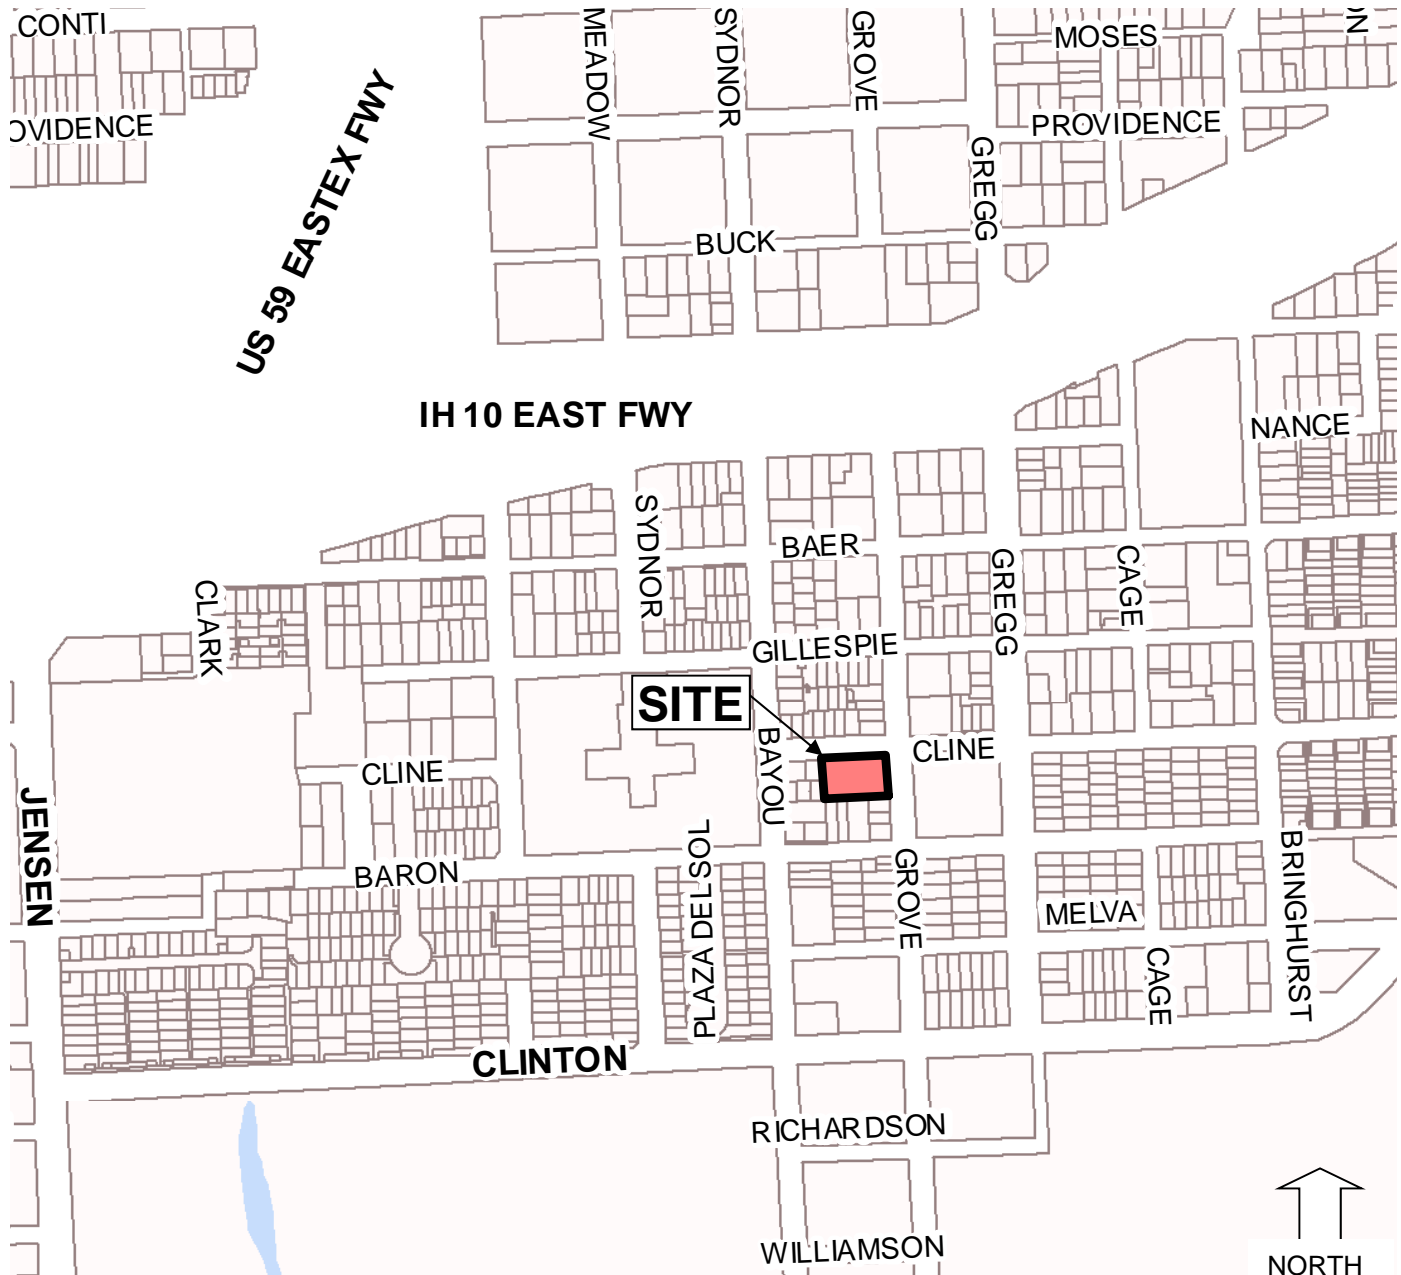 CONTI
MEADOW
SYDNOR
GROVE
MOSES
ON
OVIDENCE
PROVIDENCE
US 59 EASTEX FWY
GREGG
BUCK
IH 10 EAST FWY
NANCE
SYDNOR
BAER
GREGG
CAGE
CLARK
GILLESPIE
SITE
BAYOU
CLINE
CLINE
JENSEN
BARON
PLAZA DEL SOL
GROVE
BRINGHURST
MELVA
CAGE
CLINTON
RICHARDSON
WILLIAMSON
NORTH